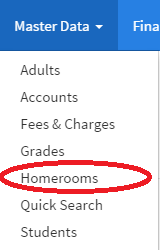 Master Data Fina
Adults
Accounts
Fees & Charges
Grades
Homerooms
Quick Search
Students